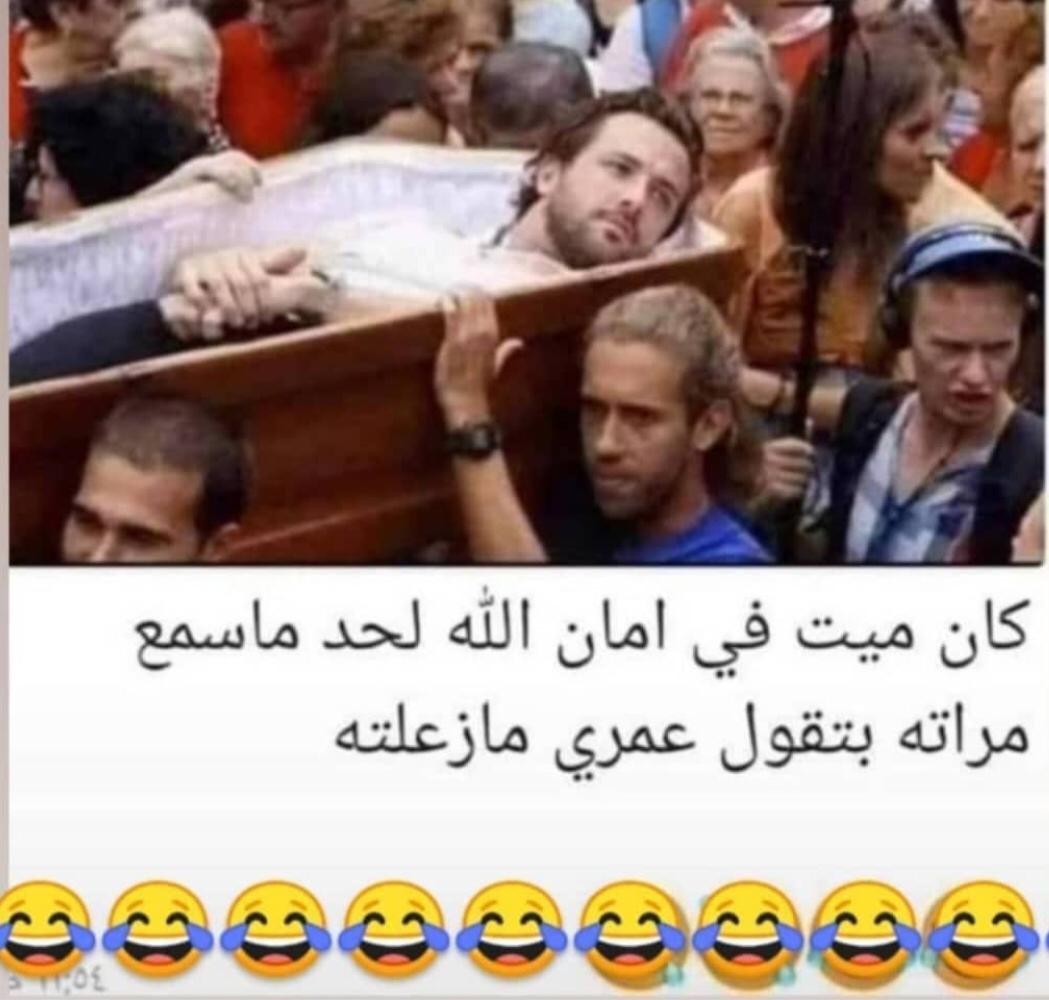 كان ميت في امان الله لحد ماسمع
مراته بتقول عمري مازعلته